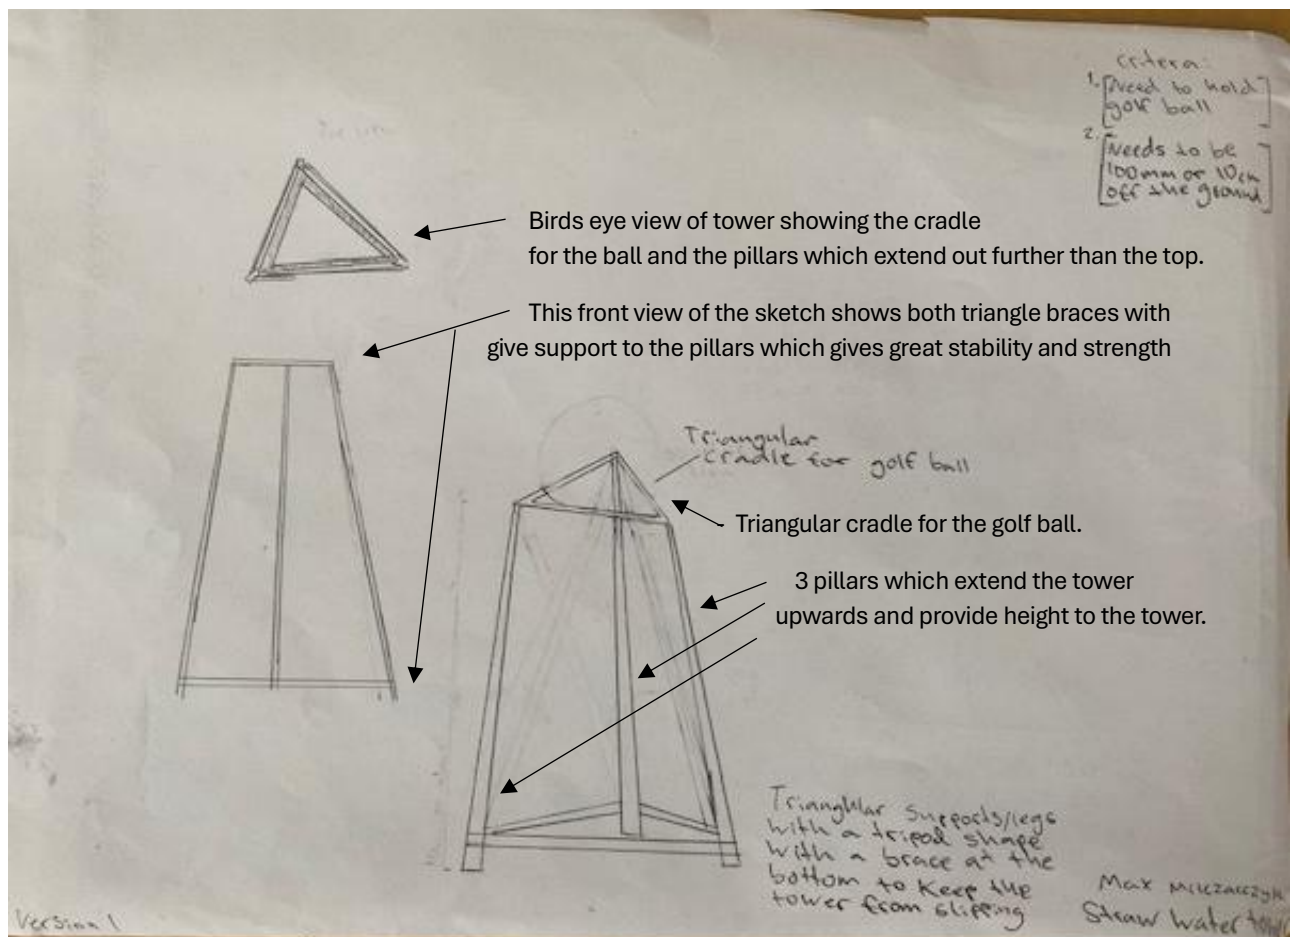 critera:
1. Need to hold
golf ball
2. Needs to be
100mm or 10cm
off the ground
Birds eye view of tower showing the cradle
for the ball and the pillars which extend out further than the top.
This front view of the sketch shows both triangle braces with
give support to the pillars which gives great stability and strength
Triangular
cradle for golf ball
Triangular cradle for the golf ball.
3 pillars which extend the tower
upwards and provide height to the tower.
Triangular supports/legs
with a tripod shape
with a brace at the
bottom to keep the
tower from slipping
Max
Straw Water
Version 1